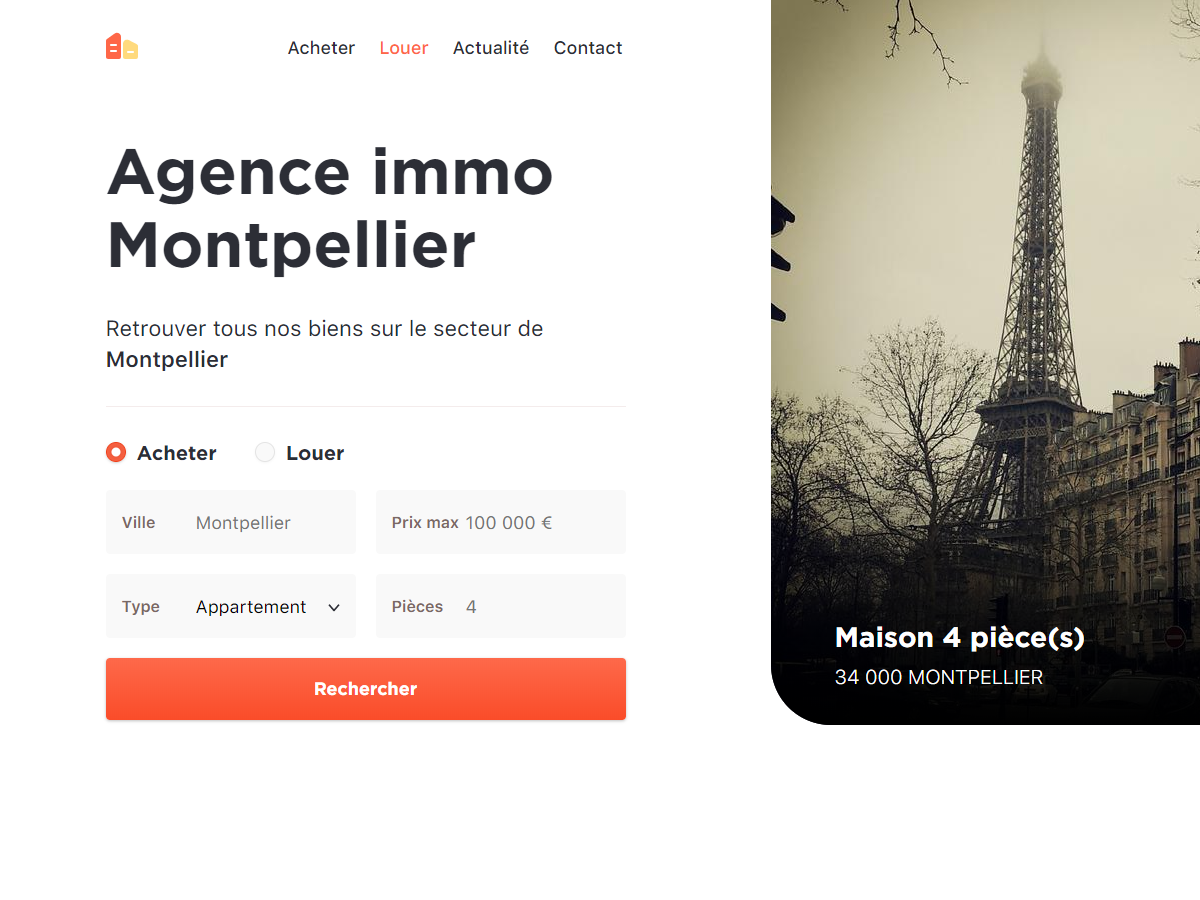 Acheter Louer Actualité Contact
Agence immo
Montpellier
Retrouver tous nos biens sur le secteur de
Montpellier
Acheter Louer
Ville Montpellier Prix max 100 000 €
Type Appartement Pièces 4
Rechercher
Maison 4 pièce(s)
34 000 MONTPELLIER